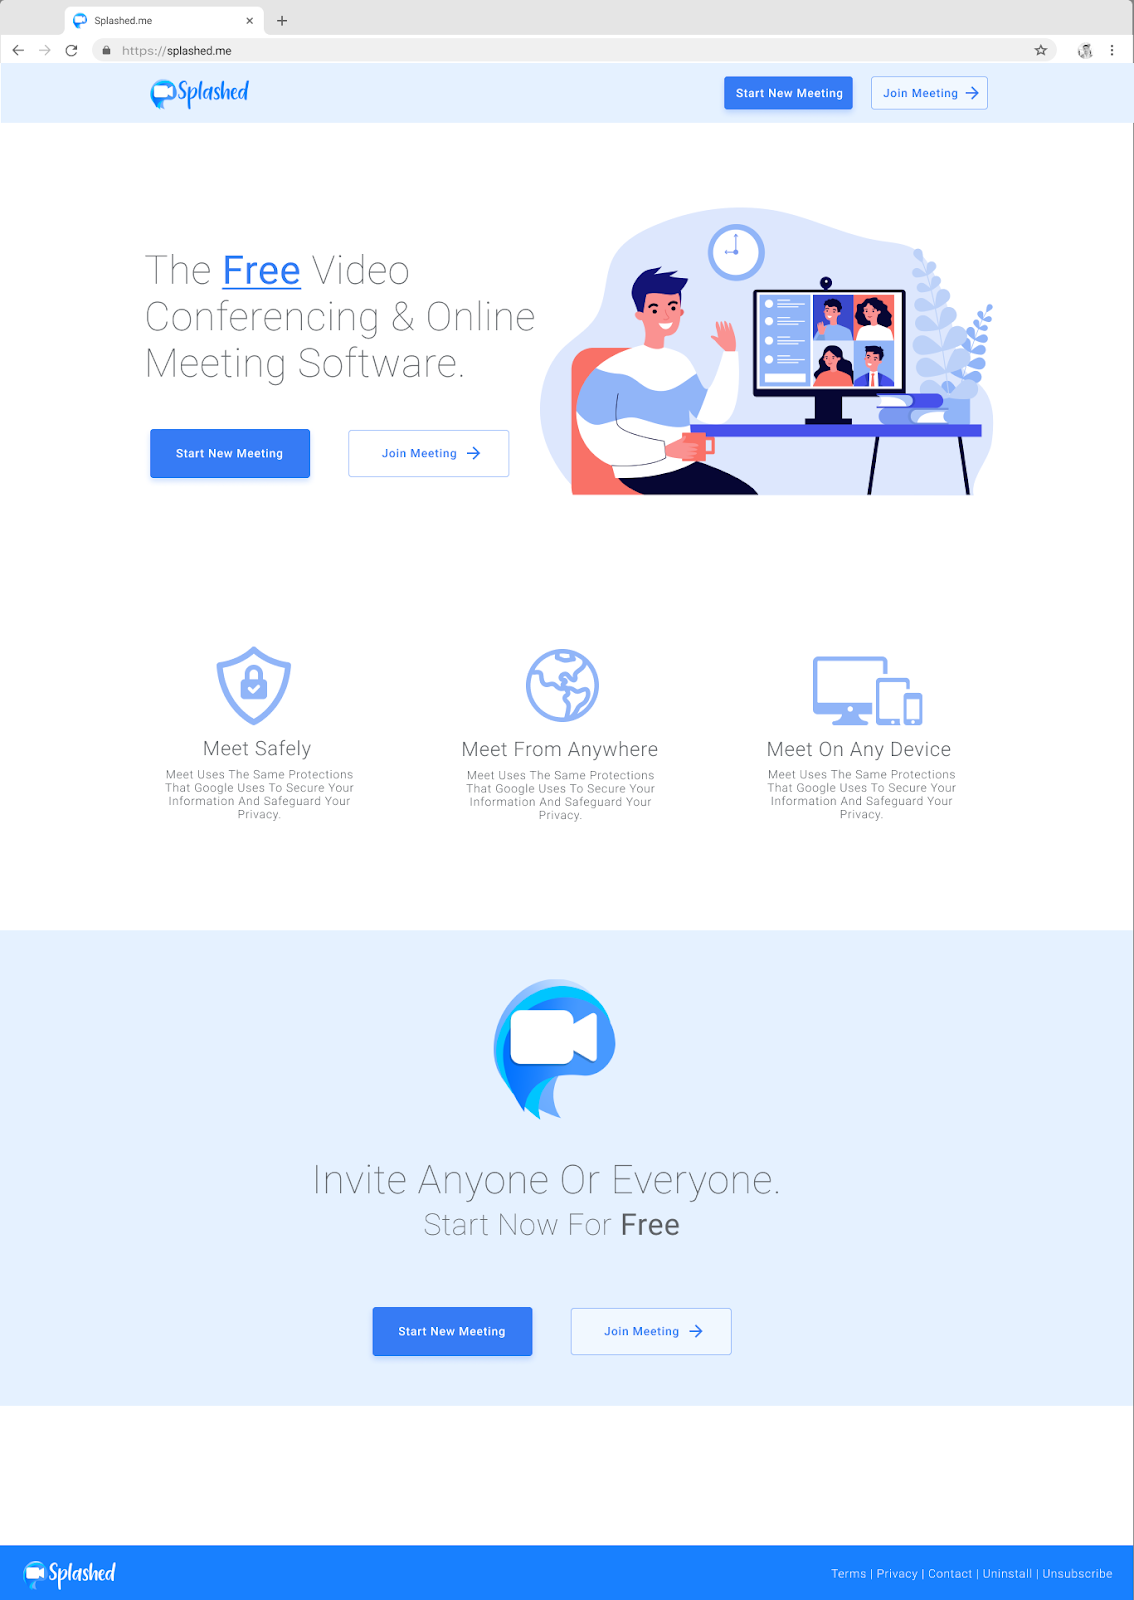 Splashed.me
https://splashed.me
Splashed
Start New Meeting
Join Meeting
The Free Video
Conferencing & Online
Meeting Software.
Start New Meeting
Join Meeting
Meet Safely
Meet Uses The Same Protections
That Google Uses To Secure Your
Information And Safeguard Your
Privacy.
Meet From Anywhere
Meet Uses The Same Protections
That Google Uses To Secure Your
Information And Safeguard Your
Privacy.
Meet On Any Device
Meet Uses The Same Protections
That Google Uses To Secure Your
Information And Safeguard Your
Privacy.
Invite Anyone Or Everyone.
Start Now For Free
Start New Meeting
Join Meeting
Splashed
Terms | Privacy | Contact | Uninstall | Unsubscribe